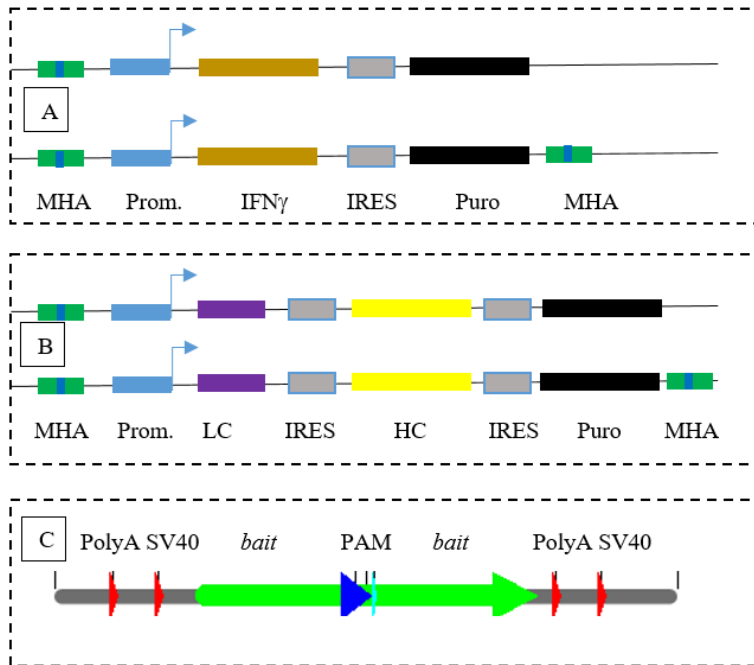 A
MHA Prom. IFNγ IRES Puro MHA
B
MHA Prom. LC IRES HC IRES Puro MHA
C PolyA SV40 bait PAM bait PolyA SV40